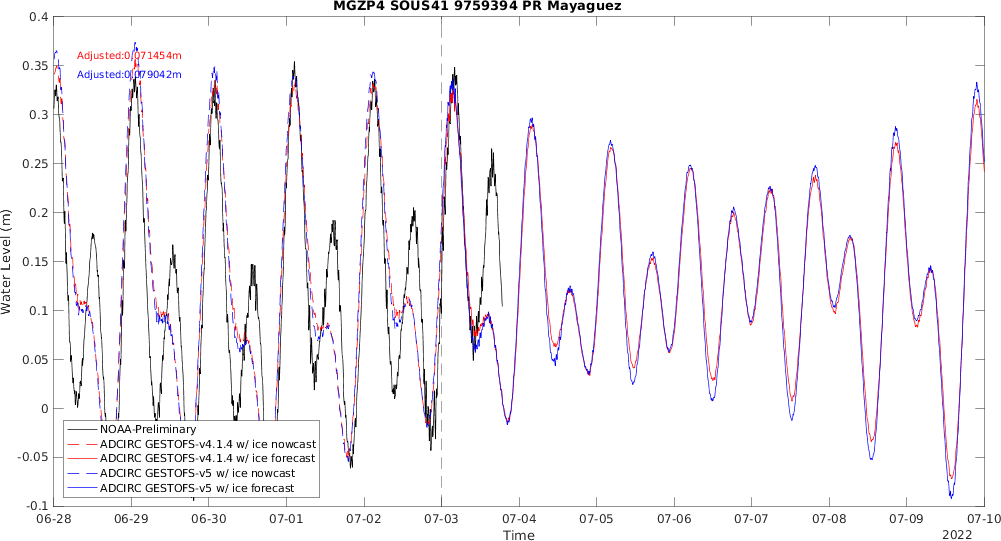 MGZP4 SOUS41 9759394 PR Mayaguez
0.4
0.35
0.3
0.25
0.2
0.15
0.1
0.05
0
-0.05
-0.1
Water Level (m)
Adjusted:0.071454m
Adjusted:0.079042m
NOAA-Preliminary
ADCIRC GESTOFS-v4.1.4 w/ ice nowcast
ADCIRC GESTOFS-v4.1.4 w/ ice forecast
ADCIRC GESTOFS-v5 w/ ice nowcast
ADCIRC GESTOFS-v5 w/ ice forecast
06-28 06-29 06-30 07-01 07-02 07-03 07-04 07-05 07-06 07-07 07-08 07-09 07-10
Time
2022